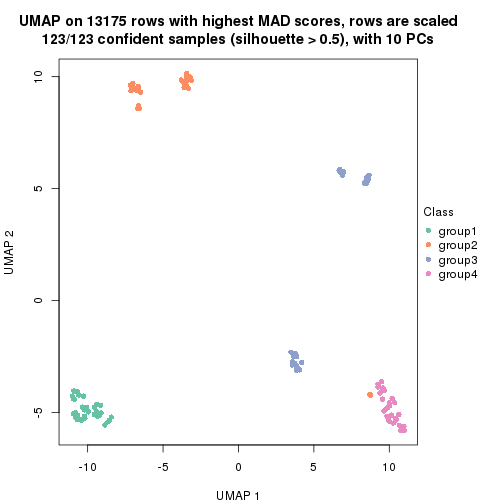 UMAP on 13175 rows with highest MAD scores, rows are scaled
123/123 confident samples (silhouette > 0.5), with 10 PCs
10
5
0
-5
UMAP 2
-10
-5
0
5
10
UMAP 1
Class
group1
group2
group3
group4